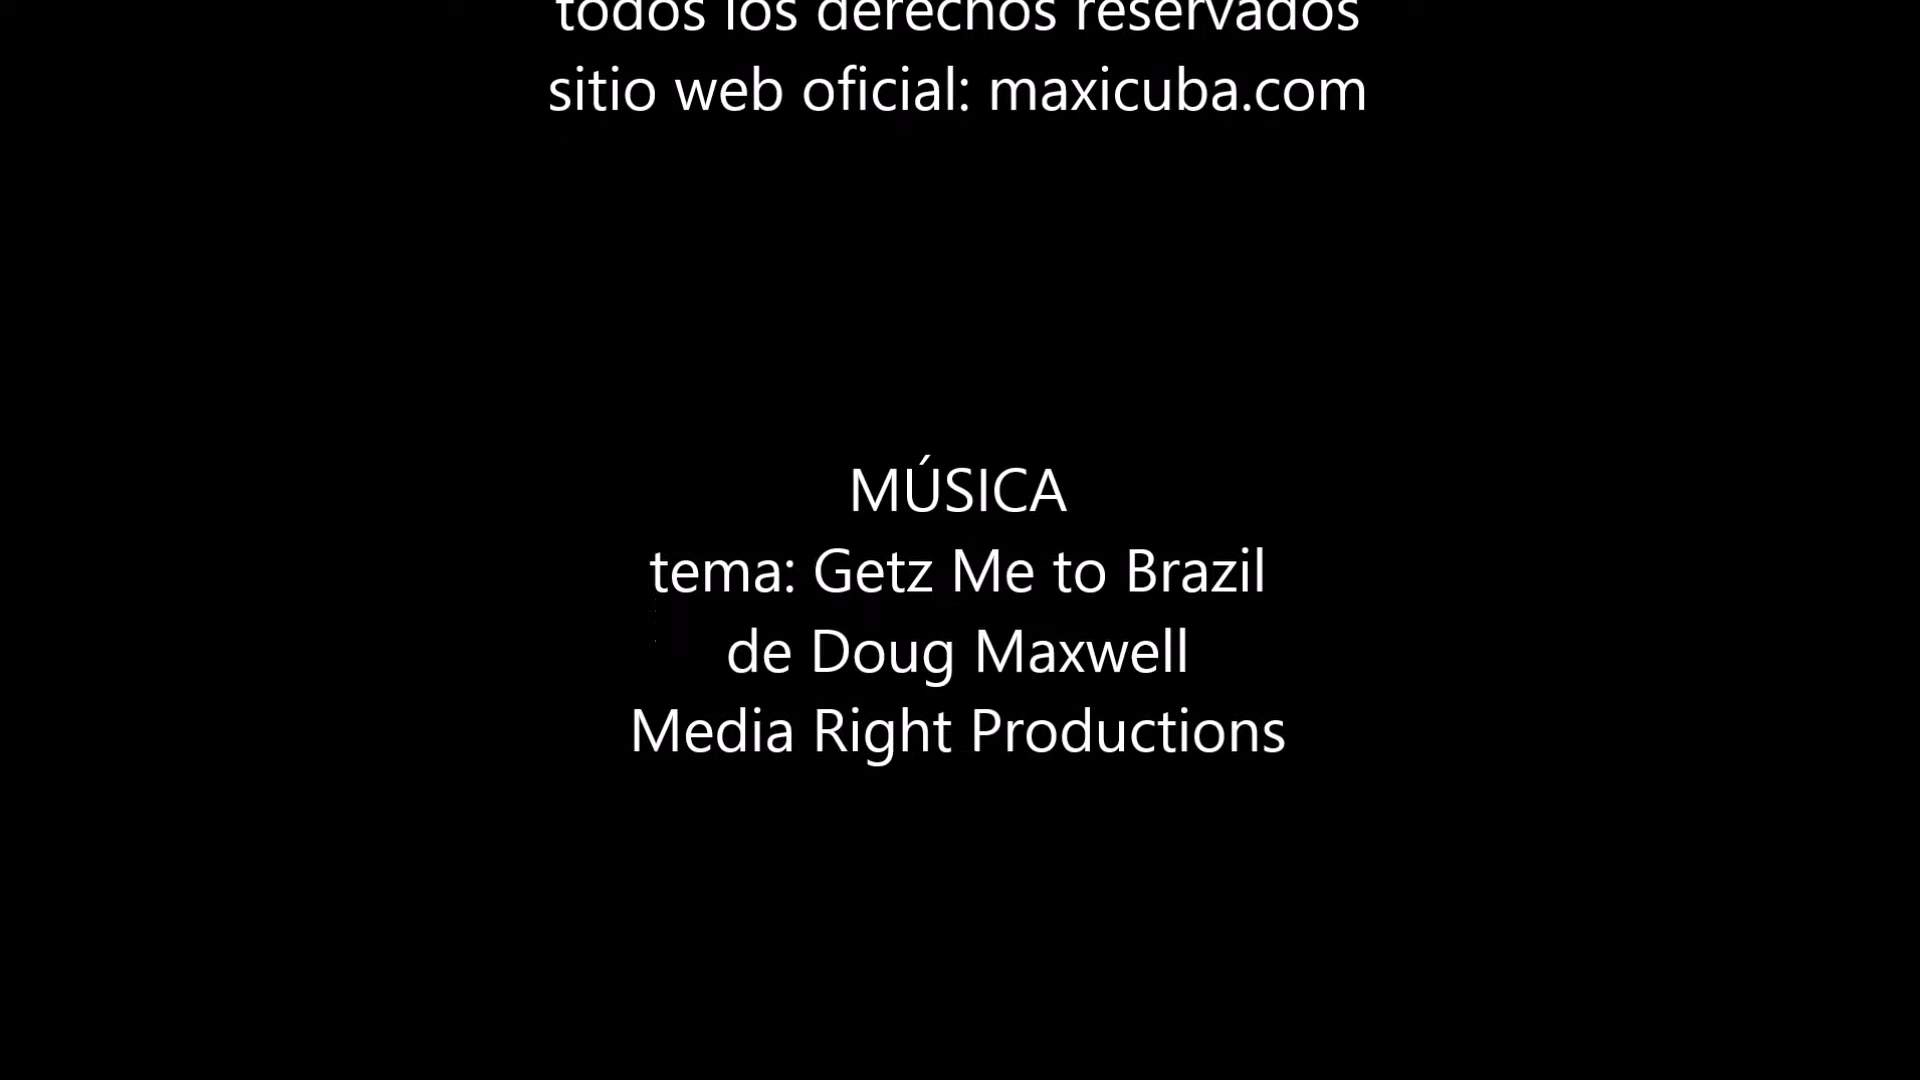 todos los derechos reservados
sitio web oficial: maxicuba.com
MÚSICA
tema: Getz Me to Brazil
de Doug Maxwell
Media Right Productions